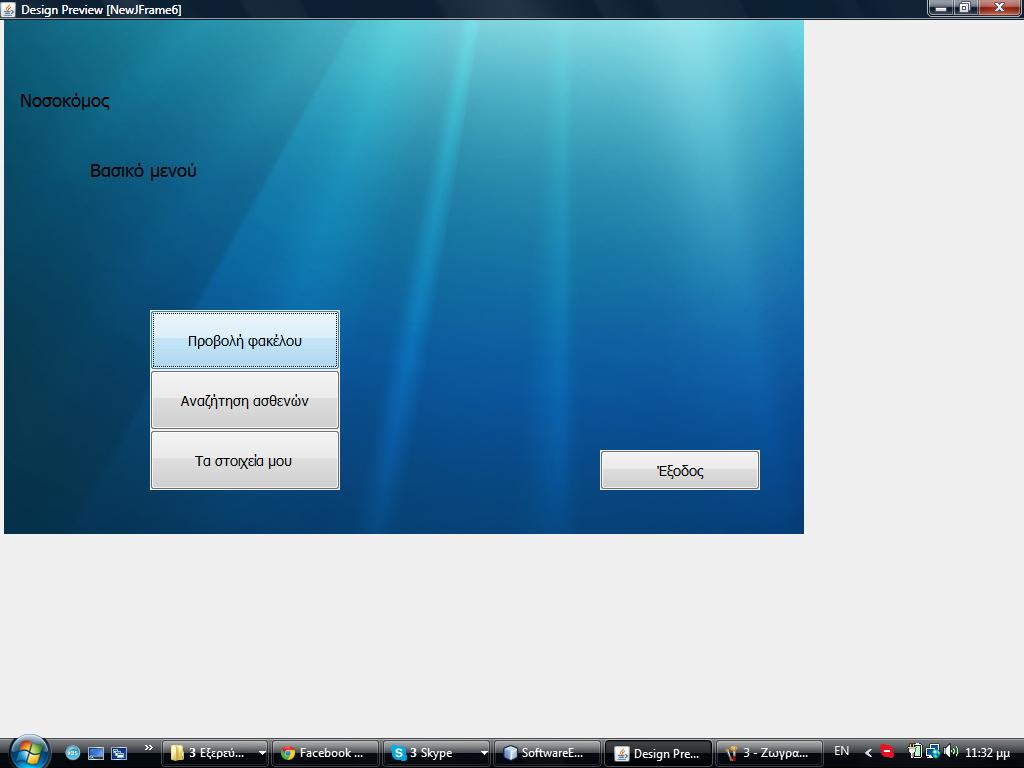 Design Preview [NewJFrame6]
Νοσοκόμος
Βασικό μενού
Προβολή φακέλου
Αναζήτηση ασθενών
Τα στοιχεία μου
Έξοδος
3 Εξερεύ... Facebook ... 3 Skype SoftwareE... Design Pre... 3 - Ζωγρα... EN 11:32 μμ